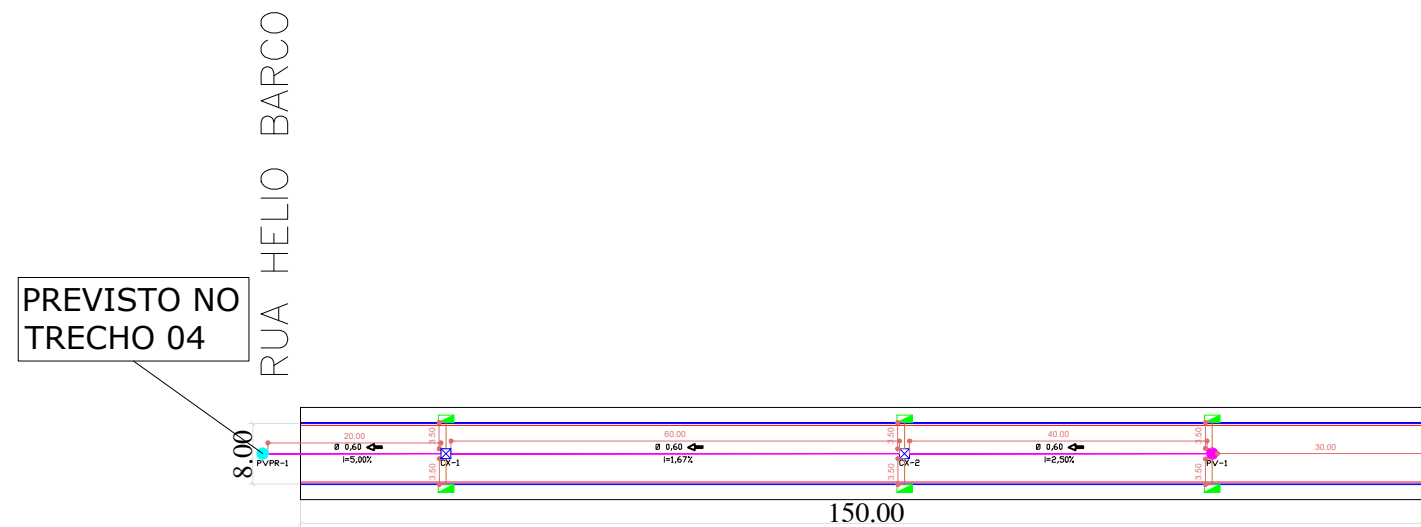 RUA HELIO BARCO
PREVISTO NO
TRECHO 04
8.00
PVPR-1
20.00
Ø 0,60
i=5,00%
3.50
3.50
CX-1
60.00
Ø 0,60
i=1,67%
3.50
3.50
CX-2
40.00
Ø 0,60
i=2,50%
3.50
3.50
PV-1
30.00
150.00